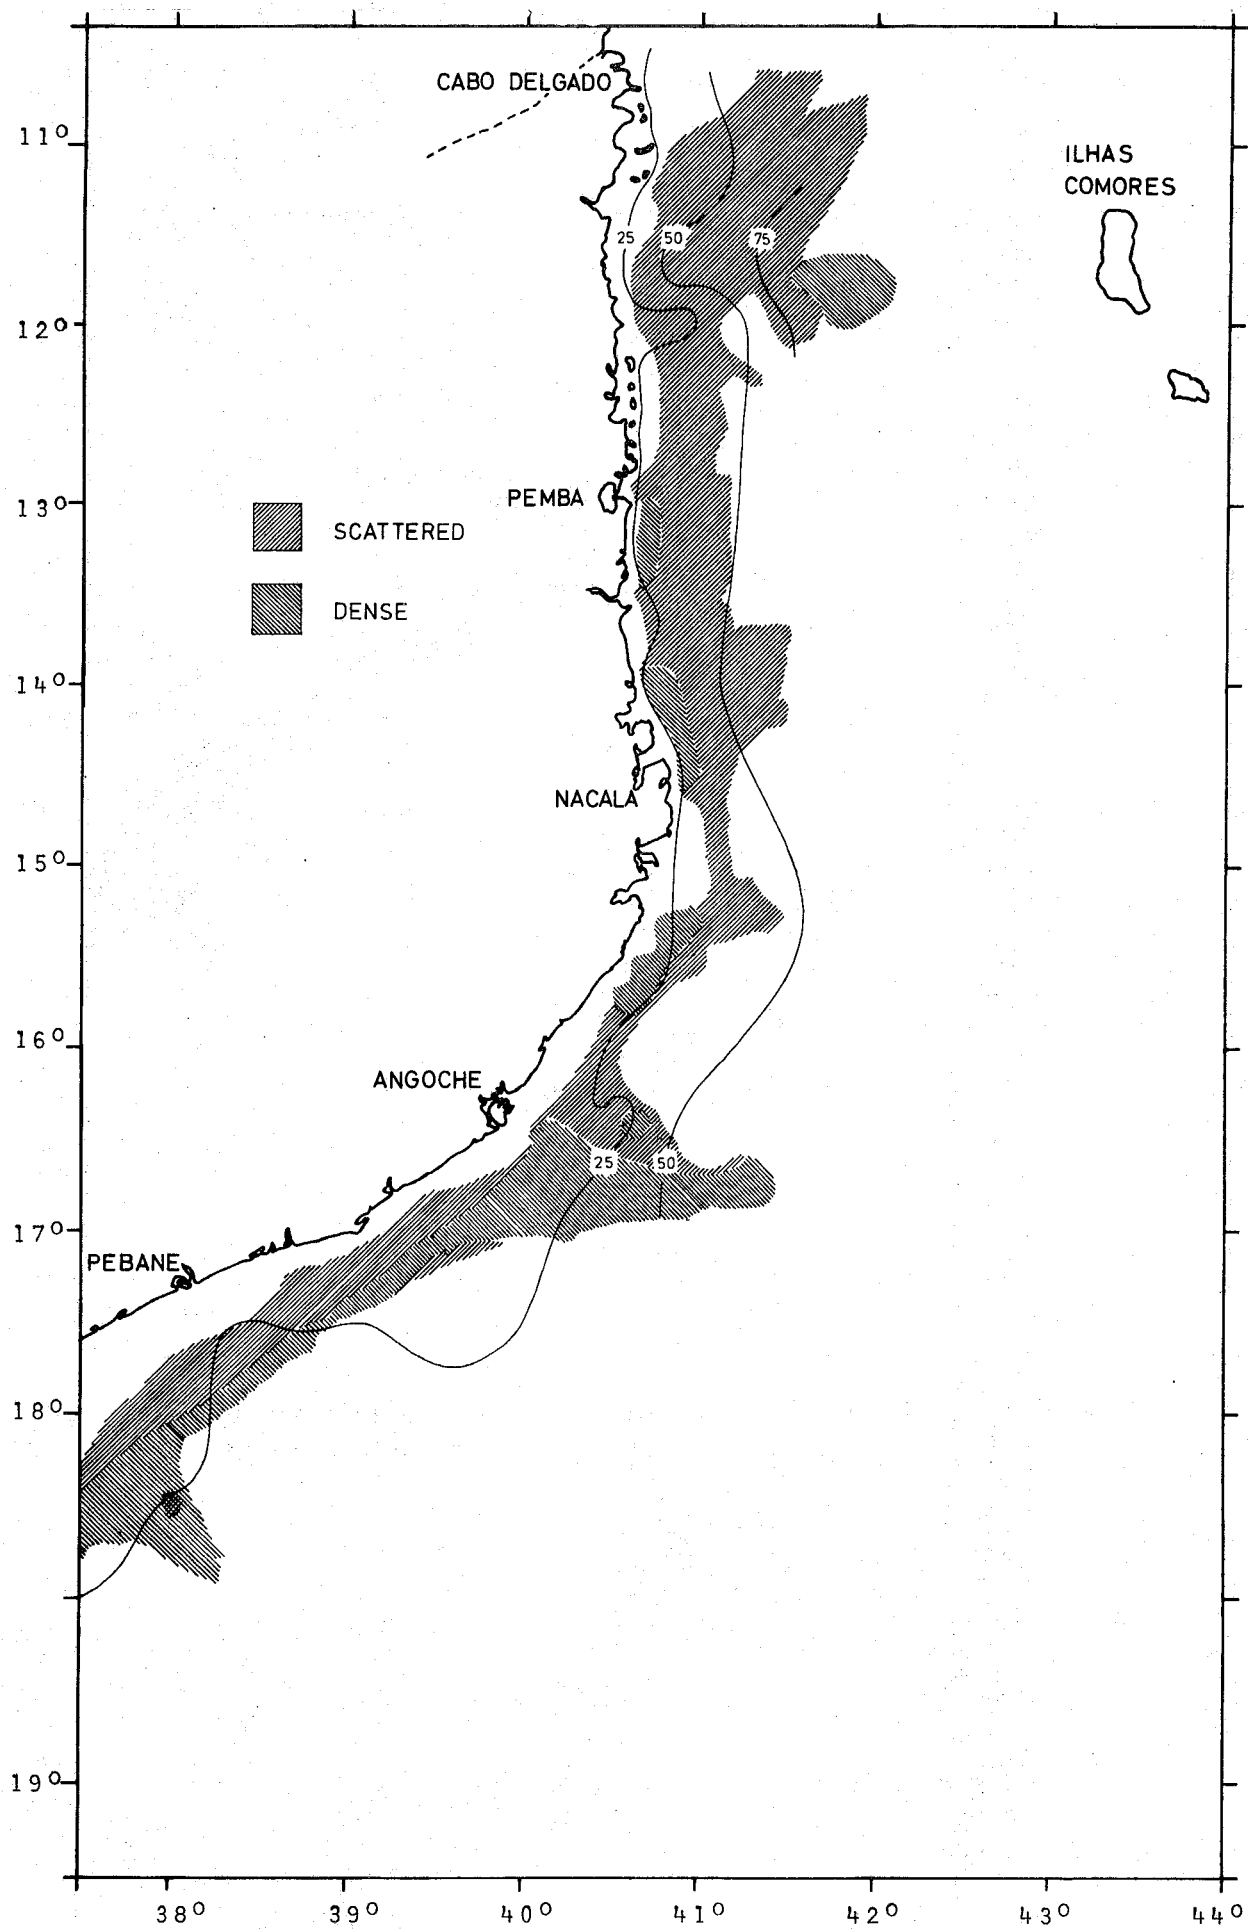 CABO DELGADO
11°
ILHAS
COMORES
25
50
75
12°
PEMBA
13°
SCATTERED
DENSE
14°
NACALA
15°
16°
ANGOCHE
25
50
17°
PEBANE
18°
19°
38°
39°
40°
41°
42°
43°
44°